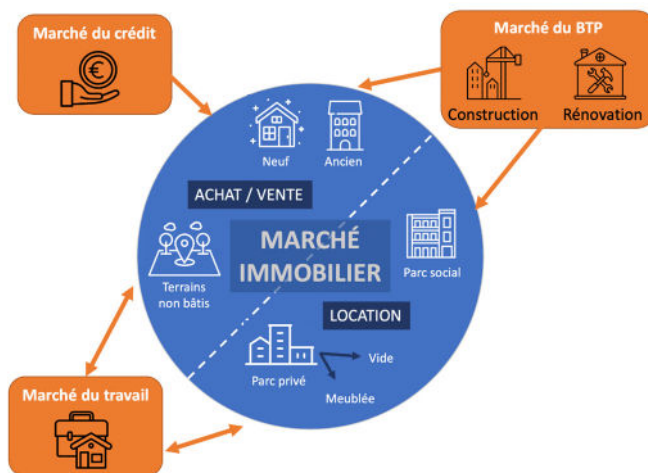 Marché du crédit
€
Marché du BTP
Construction
Rénovation
Neuf
Ancien
ACHAT / VENTE
MARCHÉ
IMMOBILIER
Parc social
Terrains
non bâtis
LOCATION
Parc privé
Vide
Meublée
Marché du travail